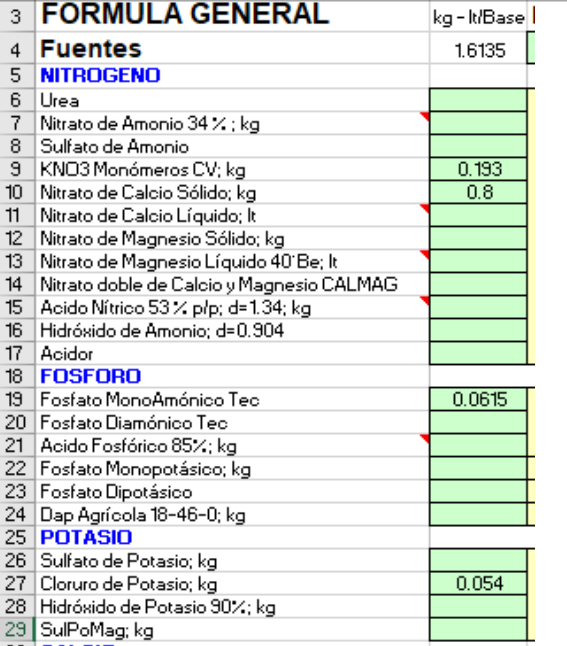 3 FORMULA GENERAL kg - lt/Base
4 Fuentes 1.6135
5 NITROGENO
6 Urea
7 Nitrato de Amonio 34 % ; kg
8 Sulfato de Amonio
9 KNO3 Monómeros CV; kg 0.193
10 Nitrato de Calcio Sólido; kg 0.8
11 Nitrato de Calcio Líquido; lt
12 Nitrato de Magnesio Sólido; kg
13 Nitrato de Magnesio Líquido 40°Be; lt
14 Nitrato doble de Calcio y Magnesio CALMAG
15 Acido Nítrico 53 % p/p; d=1.34; kg
16 Hidróxido de Amonio; d=0.904
17 Acidor
18 FOSFORO
19 Fosfato MonoAmónico Tec 0.0615
20 Fosfato Diamónico Tec
21 Acido Fosfórico 85%; kg
22 Fosfato Monopotásico; kg
23 Fosfato Dipotásico
24 Dap Agrícola 18-46-0; kg
25 POTASIO
26 Sulfato de Potasio; kg
27 Cloruro de Potasio; kg 0.054
28 Hidróxido de Potasio 90%; kg
29 SulPoMag; kg